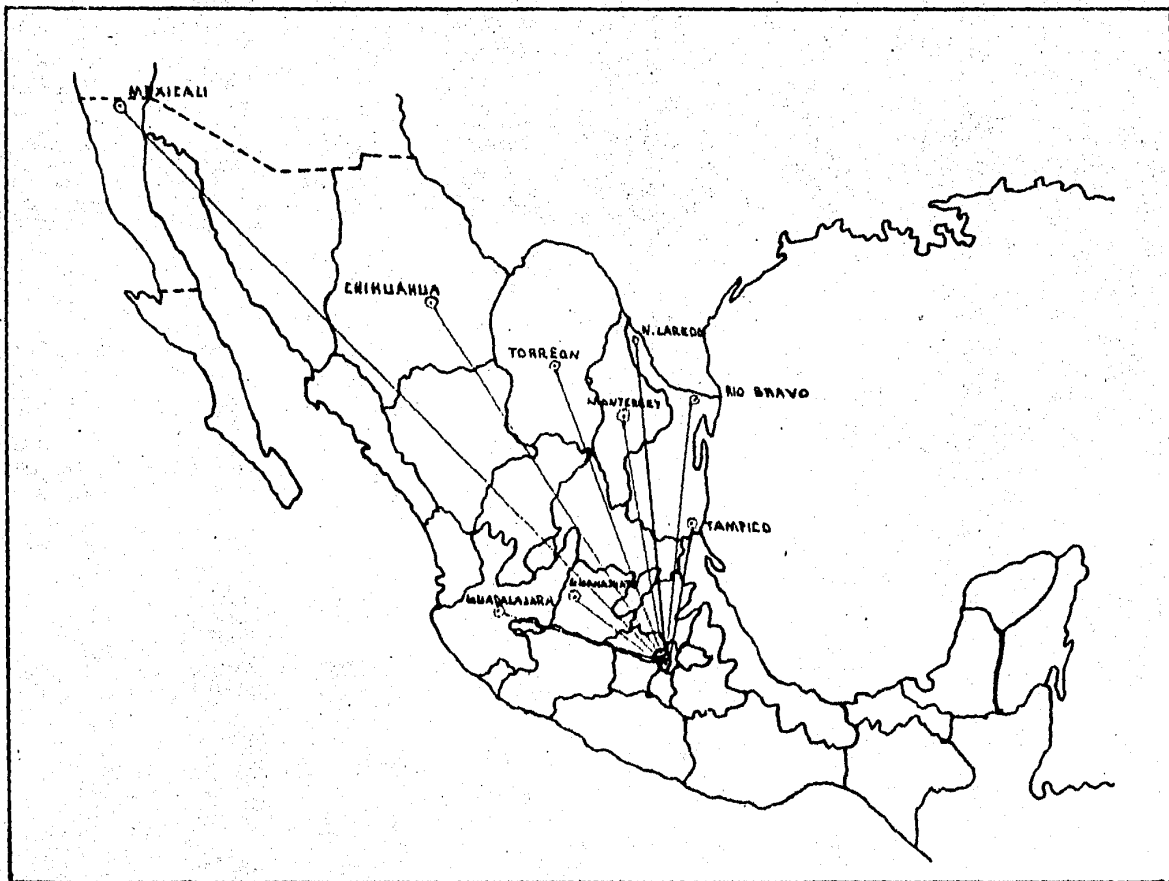 MEXICALI
CHIHUAHUA
N. LAREDO
TORREON
RIO BRAVO
MONTERREY
TAMPICO
GUANAJUATO
GUADALAJARA